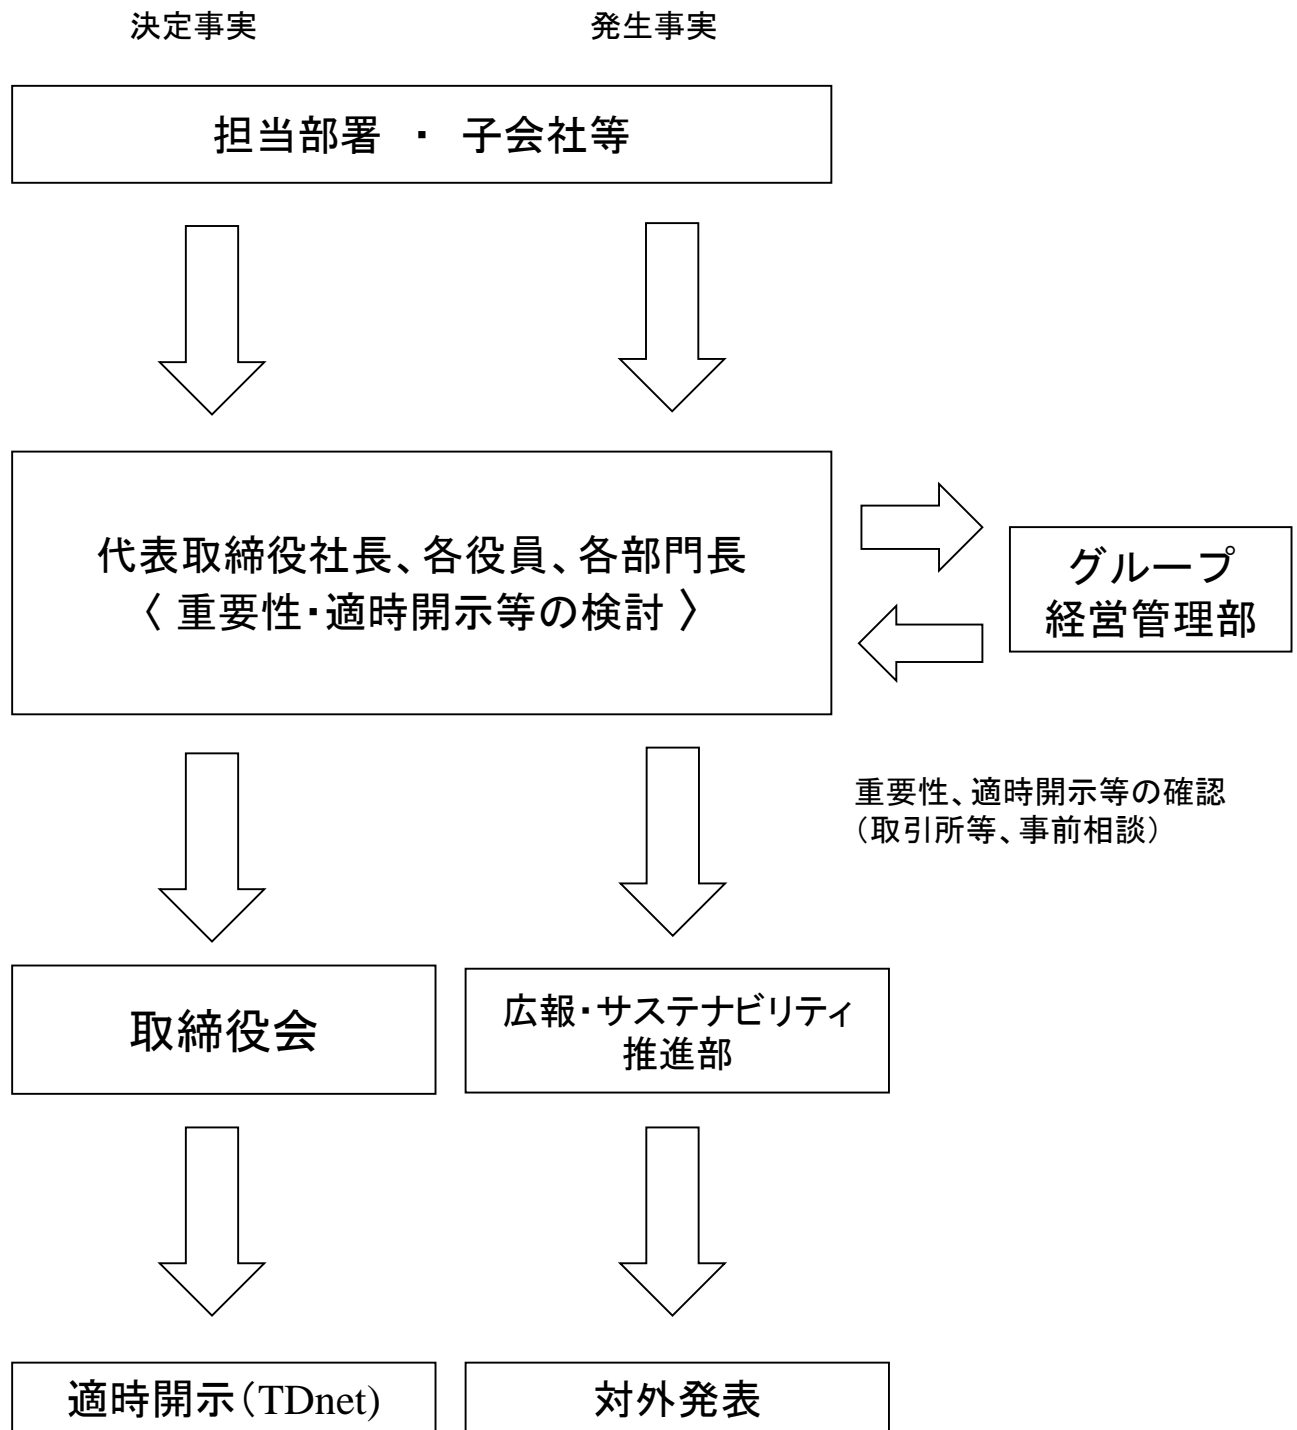 決定事実
発生事実
担当部署 ・ 子会社等
代表取締役社長、各役員、各部門長
〈 重要性・適時開示等の検討 〉
グループ
経営管理部
重要性、適時開示等の確認
（取引所等、事前相談）
取締役会
広報・サステナビリティ
推進部
適時開示（TDnet)
対外発表